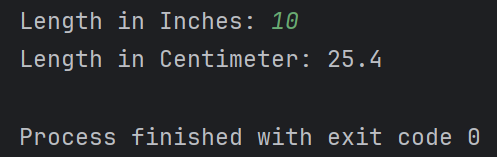 Length in Inches: 10
Length in Centimeter: 25.4
Process finished with exit code 0